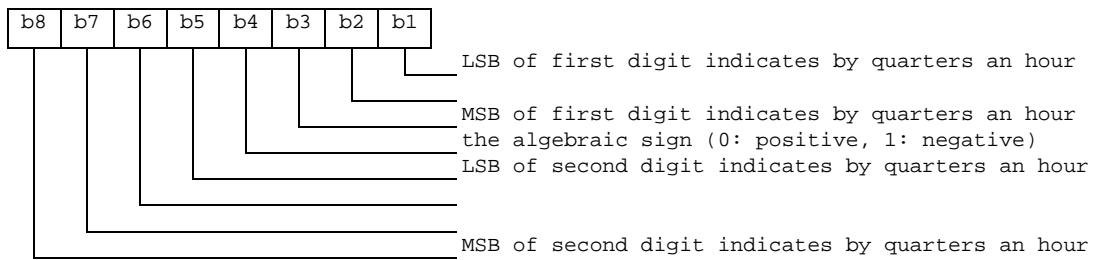 b8 b7 b6 b5 b4 b3 b2 b1
LSB of first digit indicates by quarters an hour
MSB of first digit indicates by quarters an hour
the algebraic sign (0: positive, 1: negative)
LSB of second digit indicates by quarters an hour
MSB of second digit indicates by quarters an hour